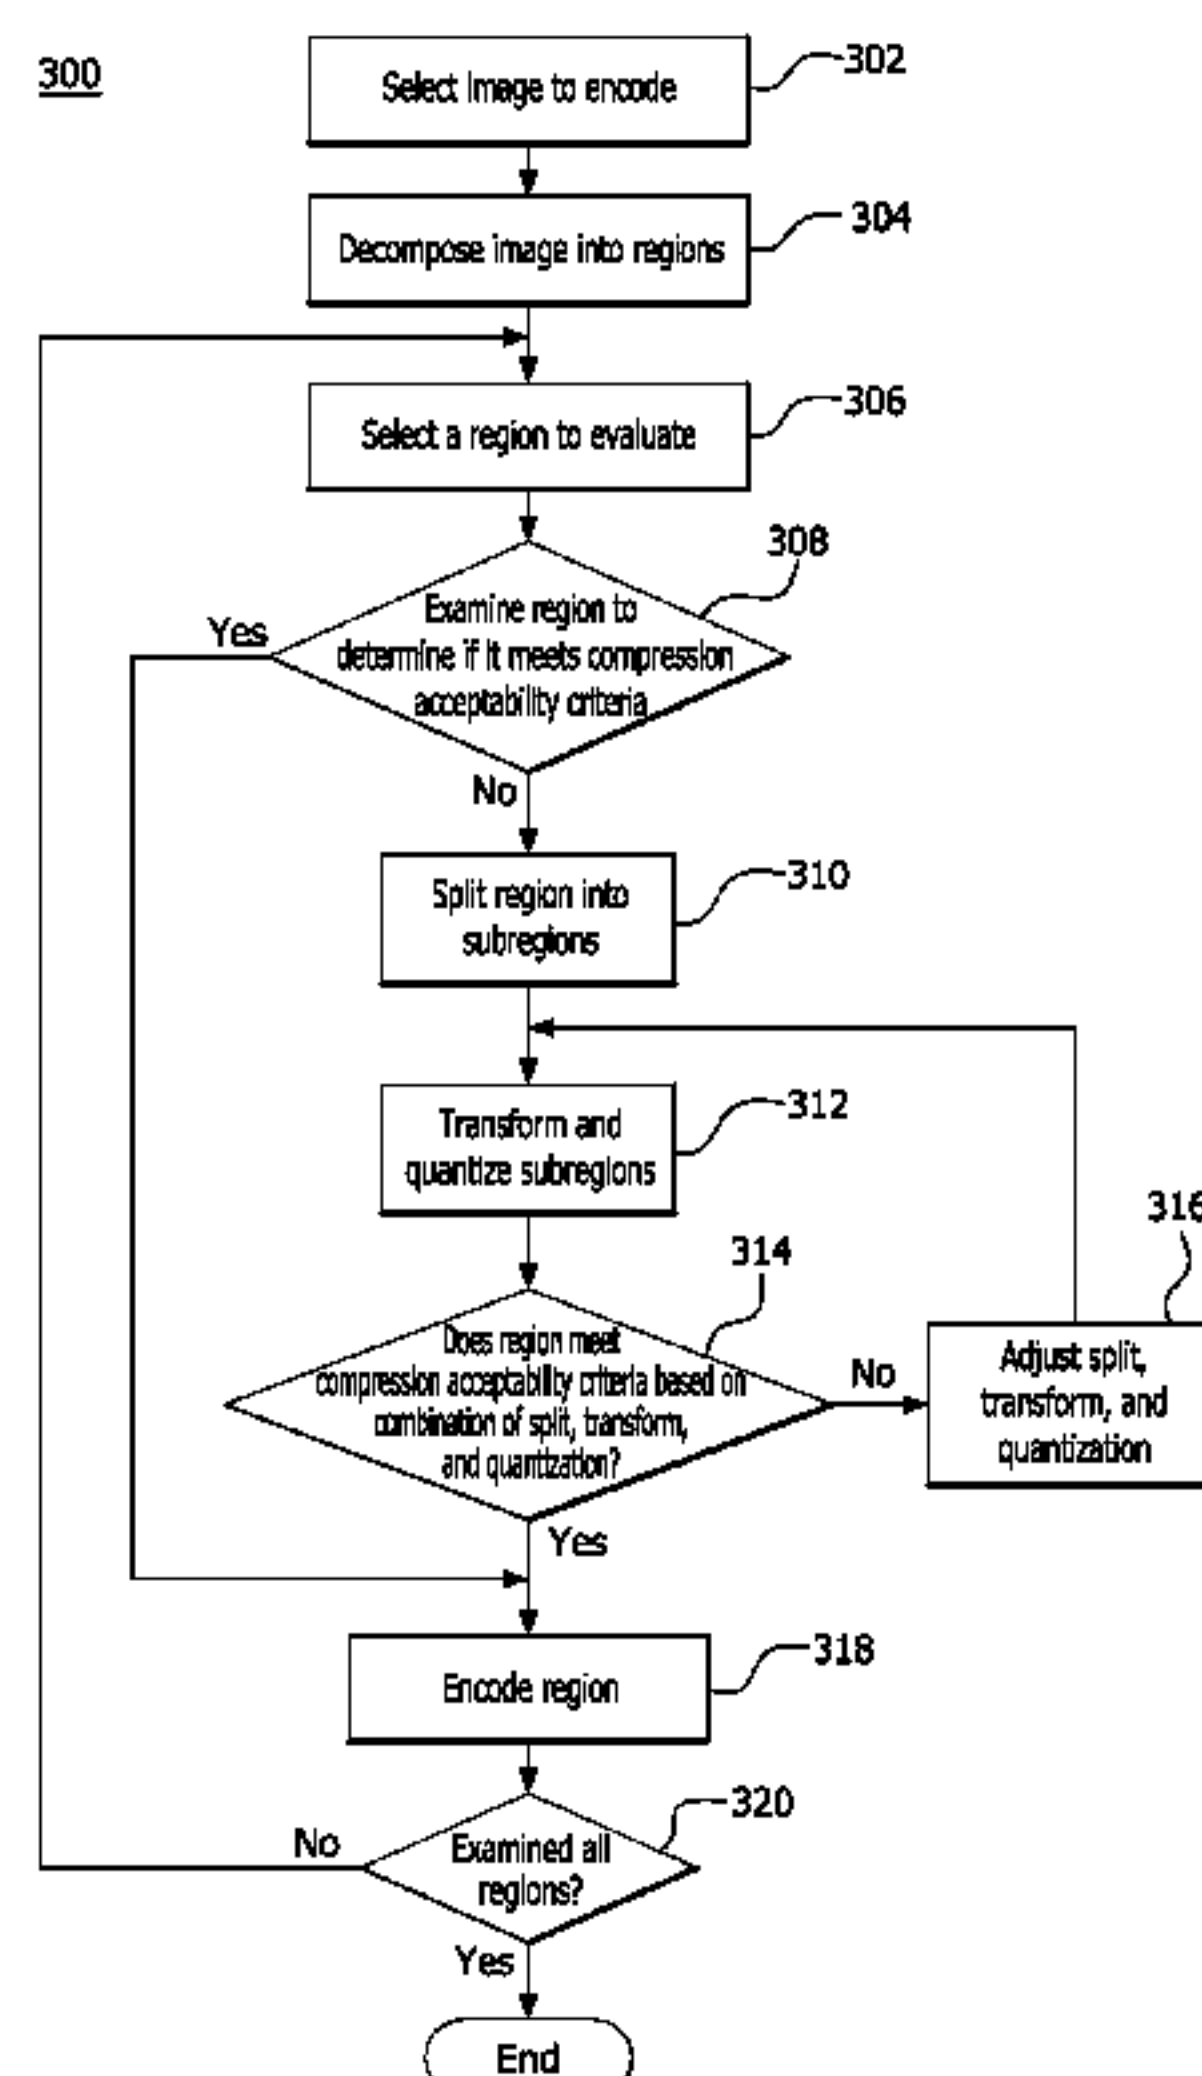 300
Select image to encode
302
Decompose image into regions
304
Select a region to evaluate
306
308
Examine region to
determine if it meets compression
acceptability criteria
Yes
No
Split region into
subregions
310
Transform and
quantize subregions
312
314
Does region meet
compression acceptability criteria based on
combination of split, transform,
and quantization?
No
316
Adjust split,
transform, and
quantization
Yes
Encode region
318
320
Examined all
regions?
No
Yes
End